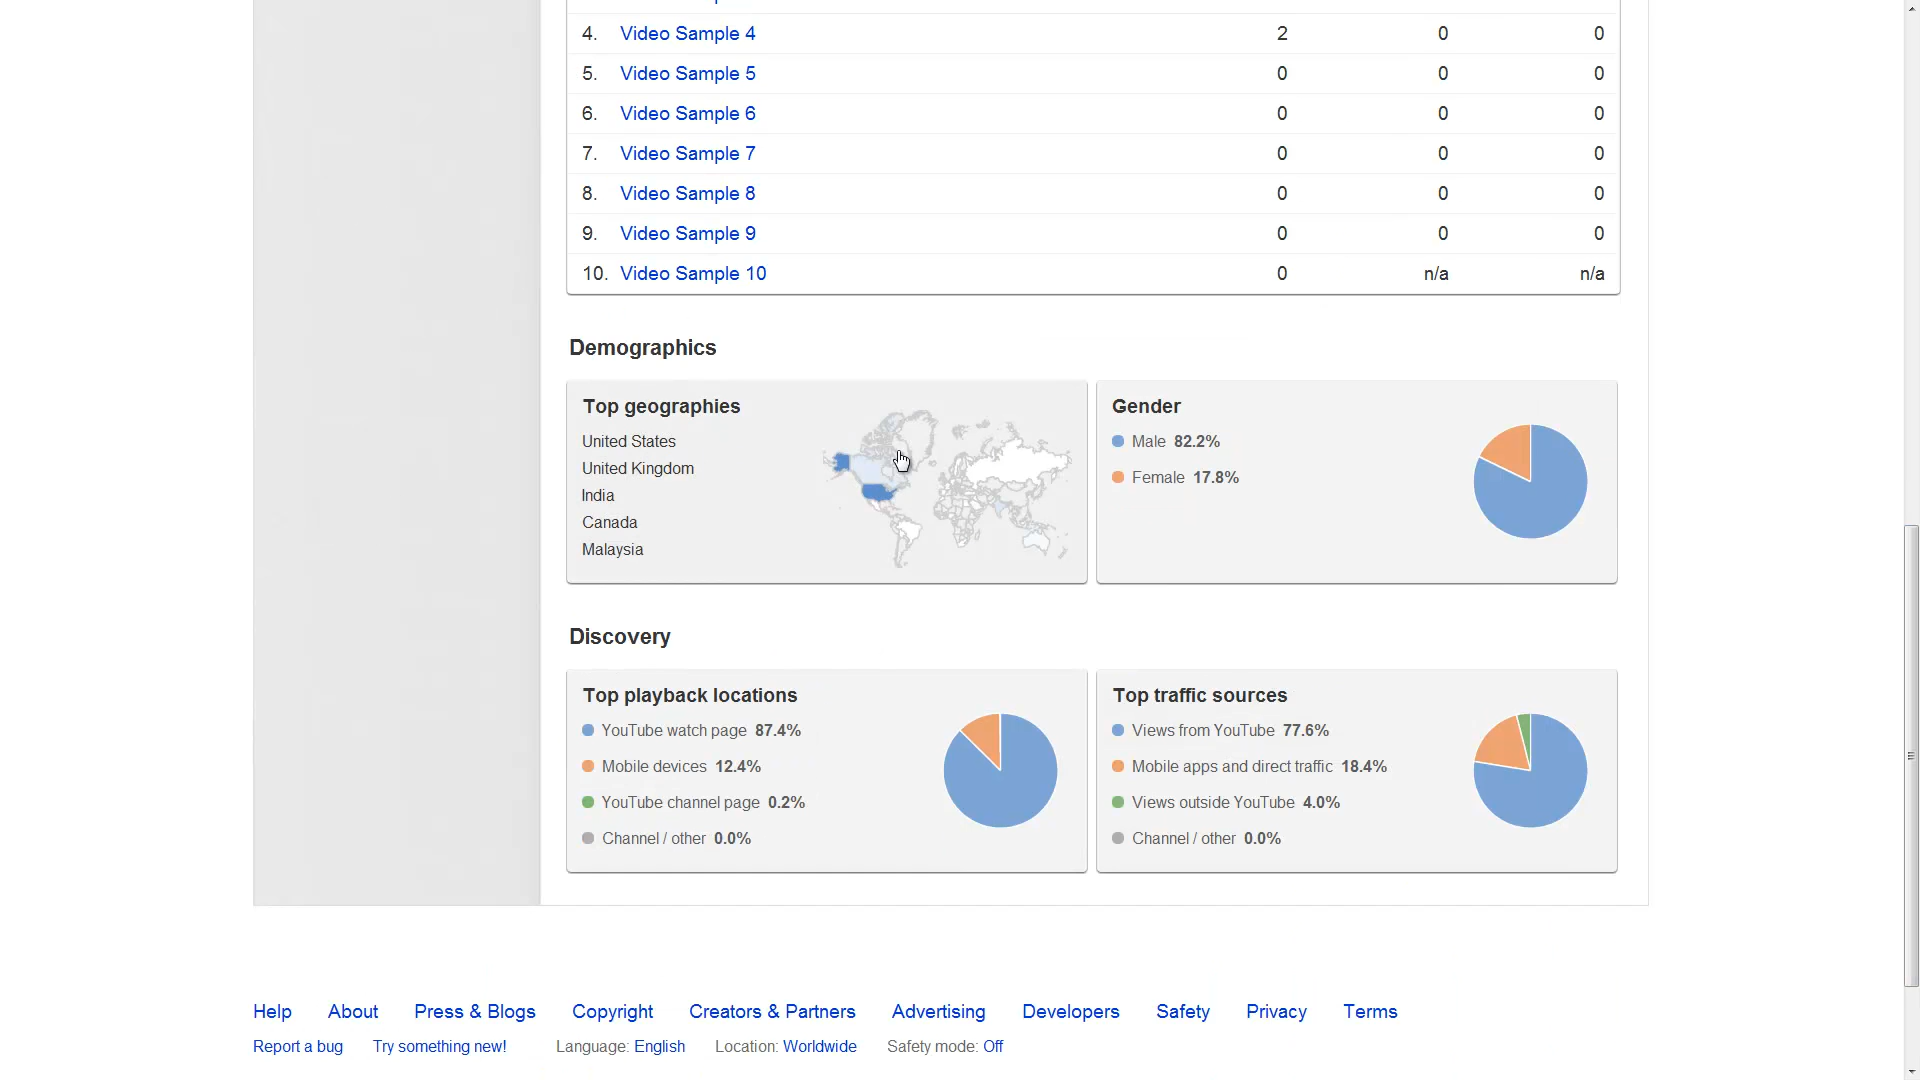 4. Video Sample 4 2 0 0
5. Video Sample 5 0 0 0
6. Video Sample 6 0 0 0
7. Video Sample 7 0 0 0
8. Video Sample 8 0 0 0
9. Video Sample 9 0 0 0
10. Video Sample 10 0 n/a n/a
Demographics
Top geographies
United States
United Kingdom
India
Canada
Malaysia
Gender
Male 82.2%
Female 17.8%
Discovery
Top playback locations
YouTube watch page 87.4%
Mobile devices 12.4%
YouTube channel page 0.2%
Channel / other 0.0%
Top traffic sources
Views from YouTube 77.6%
Mobile apps and direct traffic 18.4%
Views outside YouTube 4.0%
Channel / other 0.0%
Help About Press & Blogs Copyright Creators & Partners Advertising Developers Safety Privacy Terms
Report a bug Try something new! Language: English Location: Worldwide Safety mode: Off